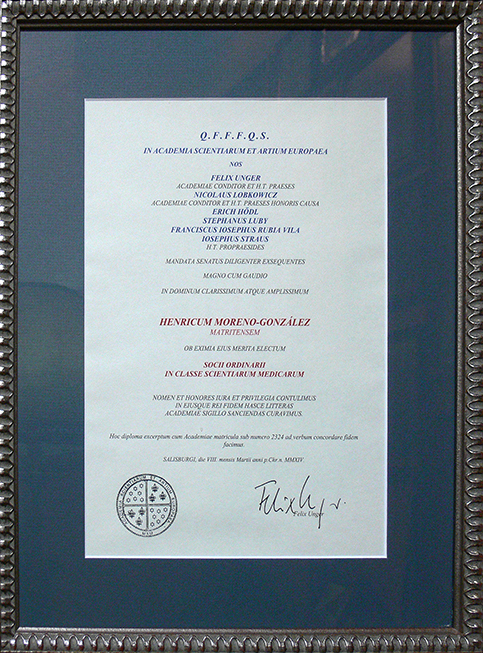 Q. F. F. F. Q. S.
IN ACADEMIA SCIENTIARUM ET ARTIUM EUROPAEA
NOS
FELIX UNGER
ACADEMIAE CONDITOR ET H.T. PRAESES
NICOLAUS LOBKOWICZ
ACADEMIAE CONDITOR ET H.T. PRAESES HONORIS CAUSA
ERICH HÖDL
STEPHANUS LUBY
FRANCISCUS IOSEPHUS RUBIA VILA
IOSEPHUS STRAUS
H.T. PROPRAESIDES
MANDATA SENATUS DILIGENTER EXSEQUENTES
MAGNO CUM GAUDIO
IN DOMINUM CLARISSIMUM ATQUE AMPLISSIMUM
HENRICUM MORENO-GONZÁLEZ
MATRITENSEM
OB EXIMIA EIUS MERITA ELECTUM
SOCII ORDINARII
IN CLASSE SCIENTIARUM MEDICARUM
NOMEN ET HONORES IURA ET PRIVILEGIA CONTULIMUS
IN EIUSQUE REI FIDEM HASCE LITTERAS
ACADEMIAE SIGILLO SANCIENDAS CURAVIMUS.
Hoc diploma excerptum cum Academiae matricula sub numero 2324 ad verbum concordare fidem
facimus.
SALISBURGI, die VIII. mensis Martii anni p.Chr.n. MMXIV.
Felix Unger